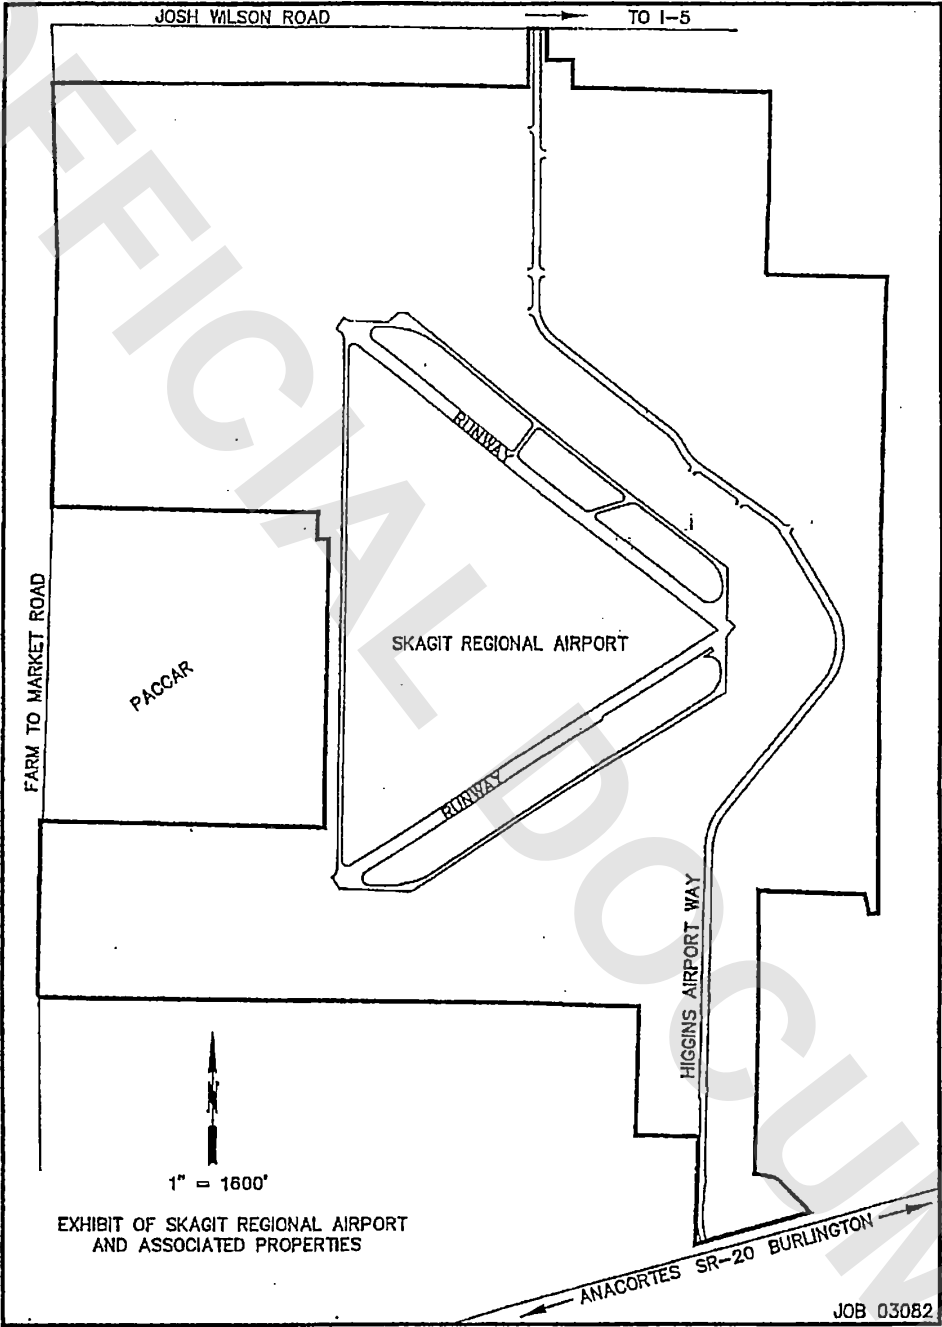 JOSH WILSON ROAD
TO I-5
RUNWAY
SKAGIT REGIONAL AIRPORT
FARM TO MARKET ROAD
PACCAR
RUNWAY
HIGGINS AIRPORT WAY
N
1" = 1600'
EXHIBIT OF SKAGIT REGIONAL AIRPORT
AND ASSOCIATED PROPERTIES
ANACORTES SR-20 BURLINGTON
JOB 03082
OFFICIAL DOCUM